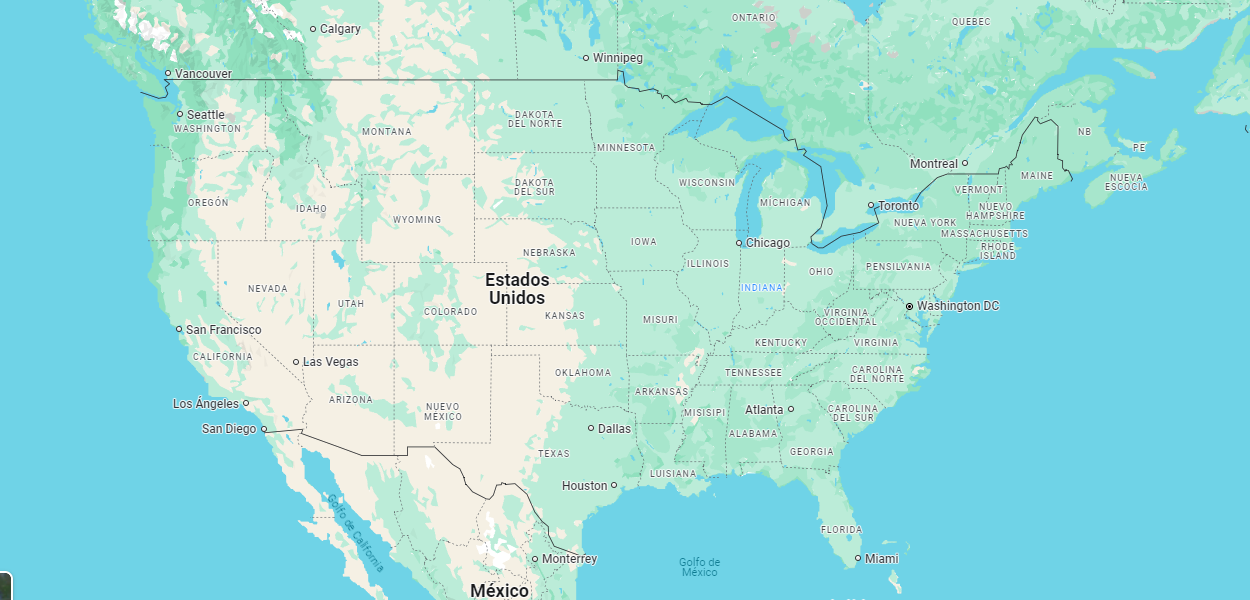 ONTARIO
QUEBEC
Calgary
Winnipeg
Vancouver
Seattle
WASHINGTON
MONTANA
DAKOTA
DEL NORTE
MINNESOTA
NB
PE
Montreal
MAINE
NUEVA
ESCOCIA
OREGÓN
IDAHO
WYOMING
DAKOTA
DEL SUR
WISCONSIN
MICHIGAN
Toronto
VERMONT
NUEVO
HAMPSHIRE
NUEVA YORK
MASSACHUSETTS
RHODE
ISLAND
IOWA
Chicago
NEBRASKA
ILLINOIS
INDIANA
OHIO
PENSILVANIA
Estados
Unidos
NEVADA
UTAH
COLORADO
KANSAS
MISURI
VIRGINIA
OCCIDENTAL
Washington DC
San Francisco
CALIFORNIA
Las Vegas
KENTUCKY
VIRGINIA
OKLAHOMA
TENNESSEE
CAROLINA
DEL NORTE
Los Ángeles
ARIZONA
NUEVO
MÉXICO
ARKANSAS
MISISIPI
Atlanta
CAROLINA
DEL SUR
San Diego
Dallas
ALABAMA
GEORGIA
TEXAS
LUISIANA
Houston
Golfo de California
FLORIDA
Monterrey
Golfo de
México
Miami
México